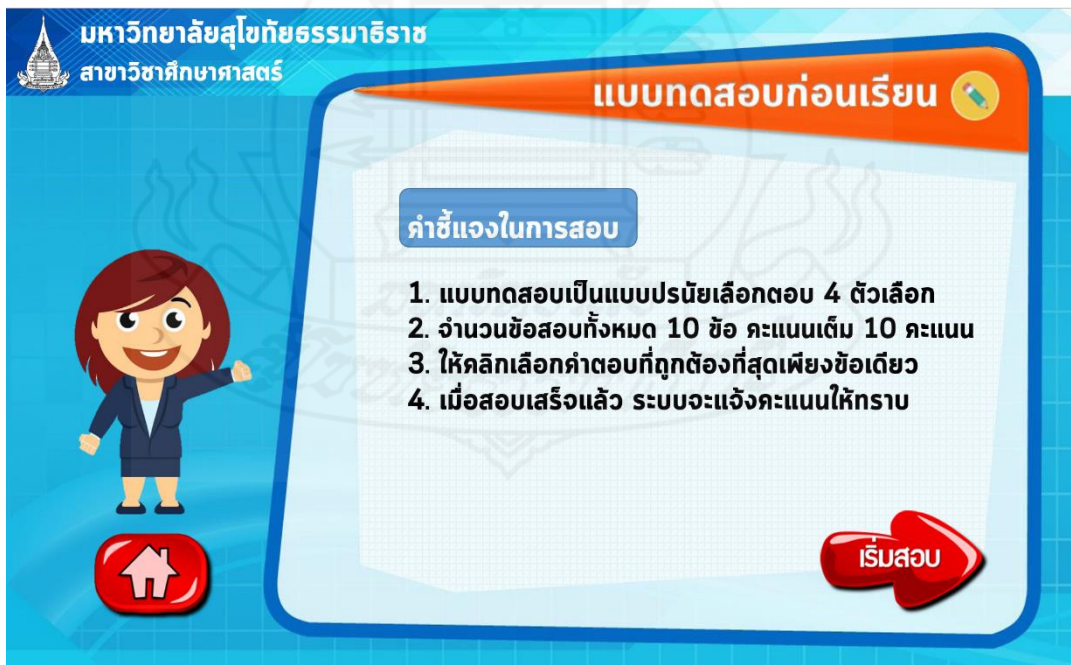 มหาวิทยาลัยสุโขทัยธรรมาธิราช
สาขาวิชาศึกษาศาสตร์
แบบทดสอบก่อนเรียน
คำชี้แจงในการสอบ
1. แบบทดสอบเป็นแบบปรนัยเลือกตอบ 4 ตัวเลือก
2. จำนวนข้อสอบทั้งหมด 10 ข้อ คะแนนเต็ม 10 คะแนน
3. ให้คลิกเลือกคำตอบที่ถูกต้องที่สุดเพียงข้อเดียว
4. เมื่อสอบเสร็จแล้ว ระบบจะแจ้งคะแนนให้ทราบ
เริ่มสอบ